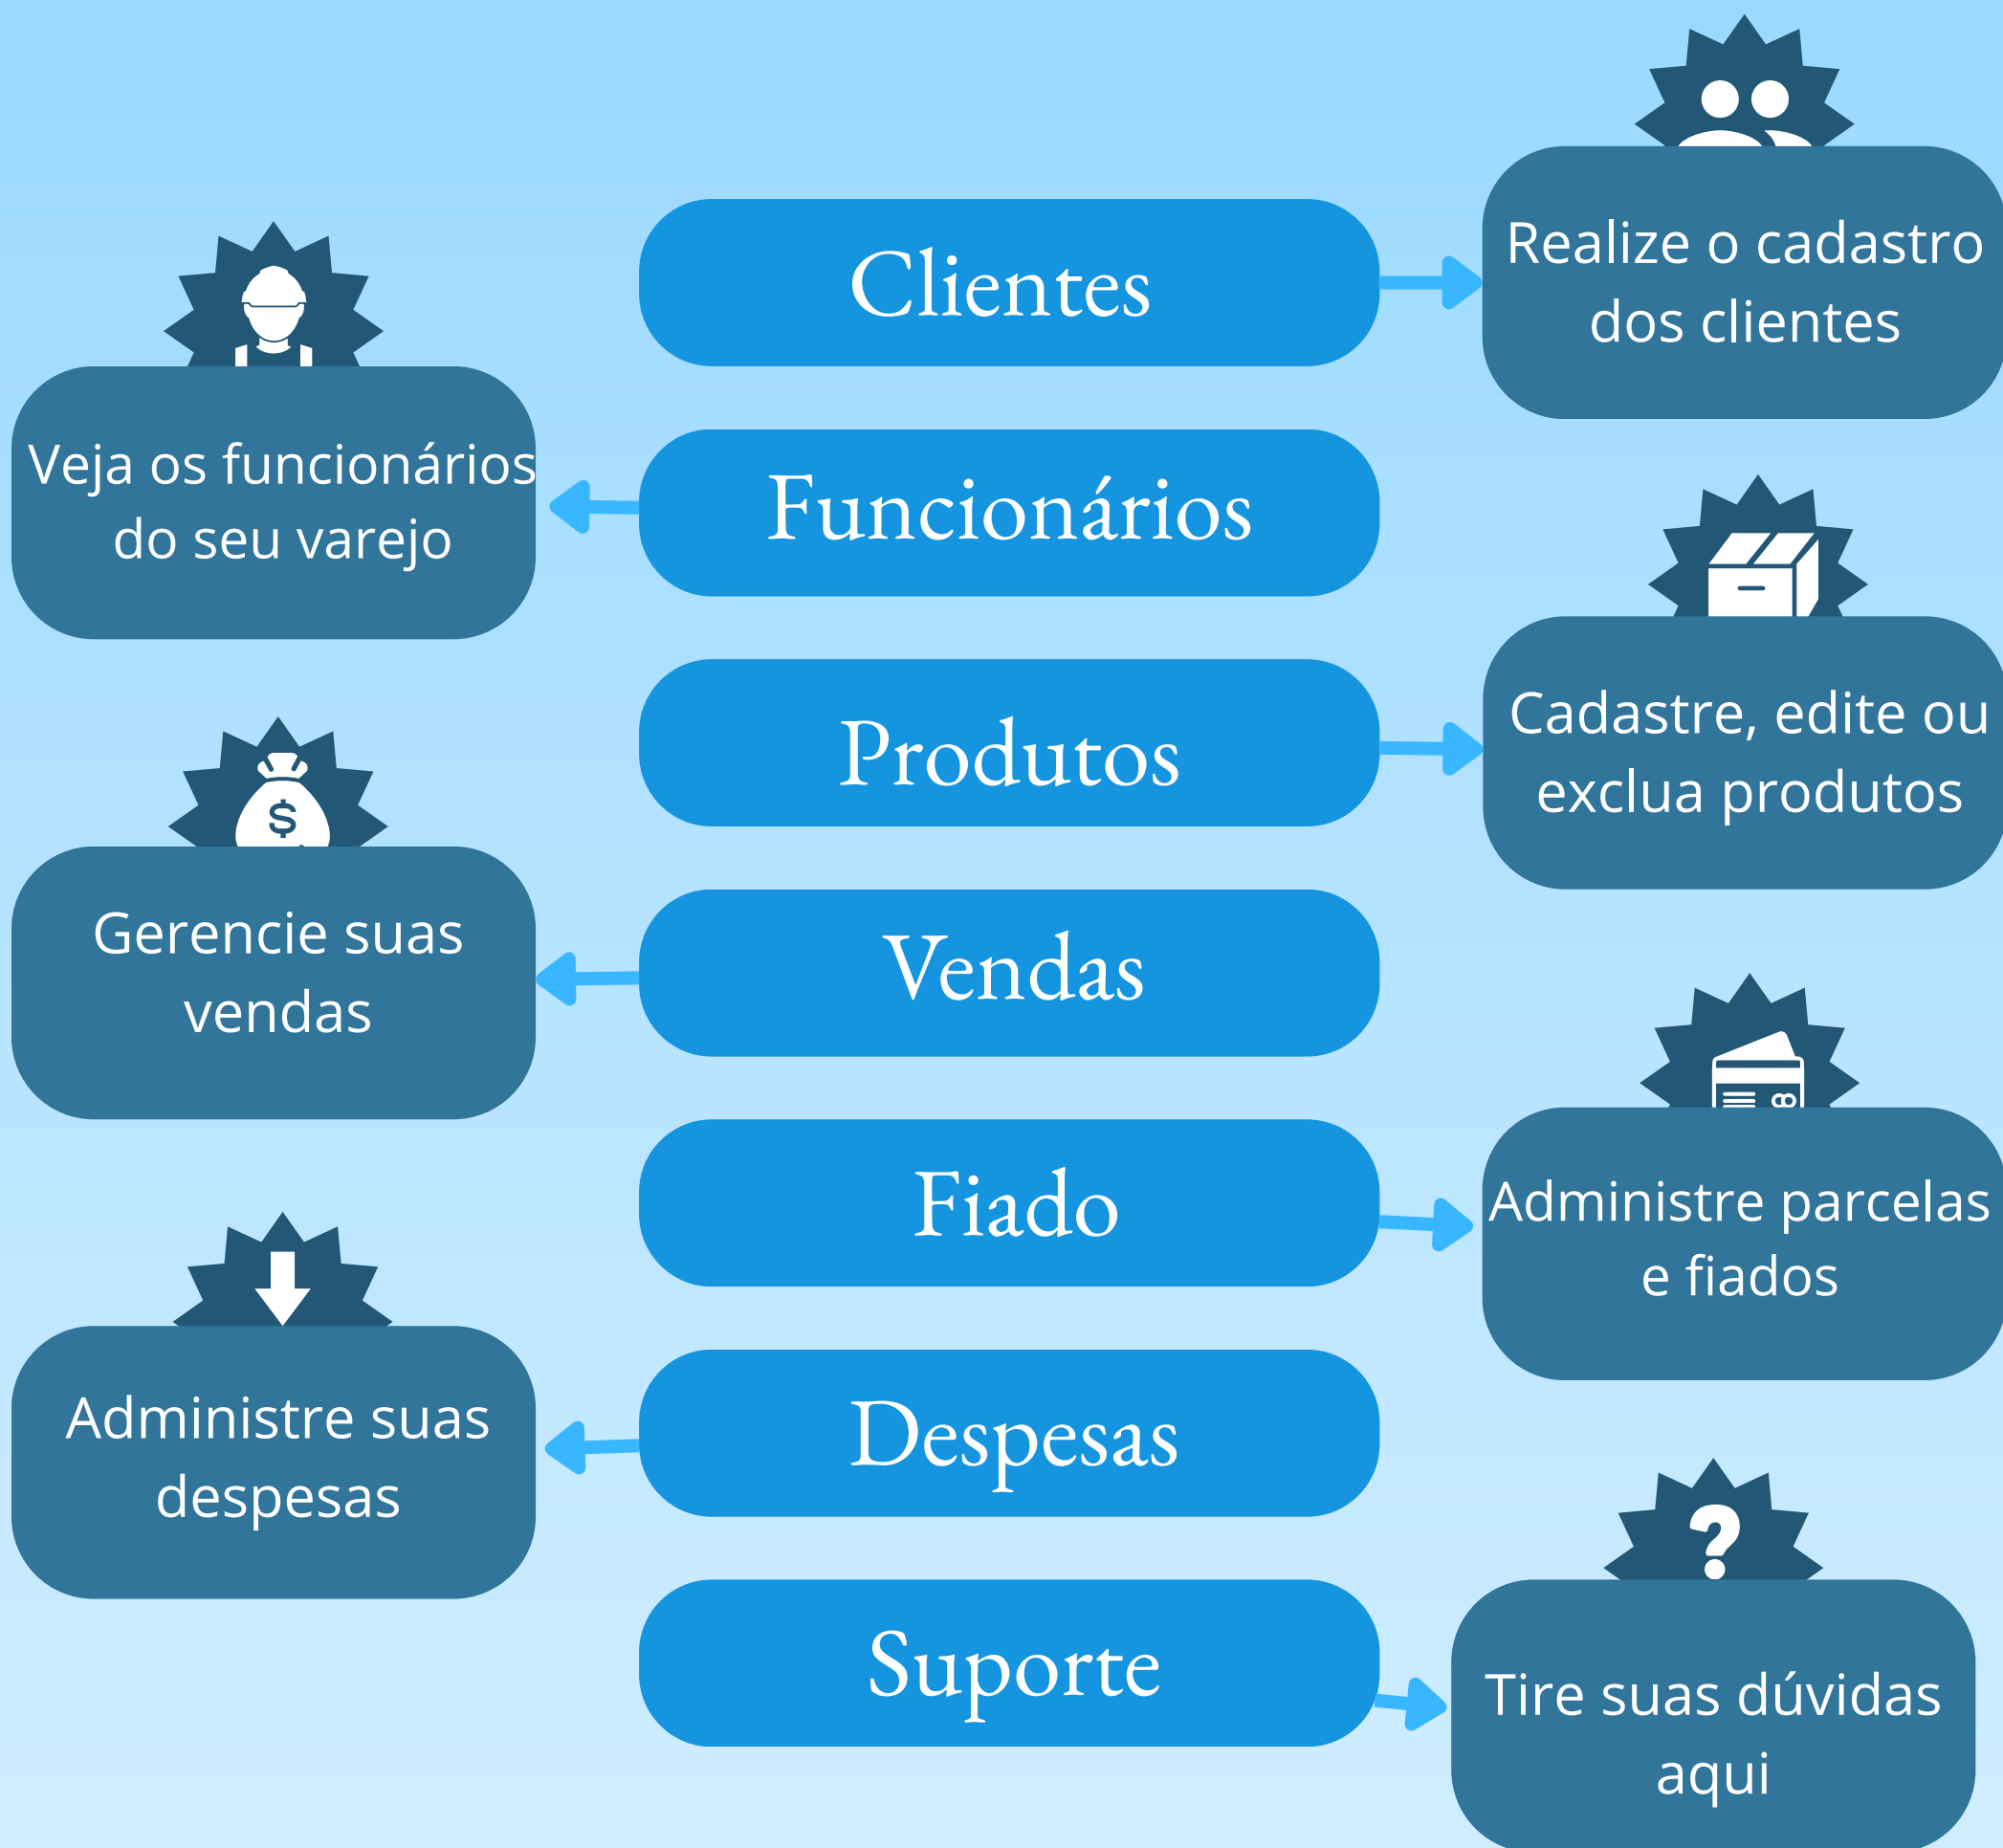 Clientes
Realize o cadastro
dos clientes
Funcionários
Veja os funcionários
do seu varejo
Produtos
Cadastre, edite ou
exclua produtos
Vendas
Gerencie suas
vendas
$
Fiado
Administre parcelas
e fiados
Despesas
Administre suas
despesas
Suporte
?
Tire suas dúvidas
aqui